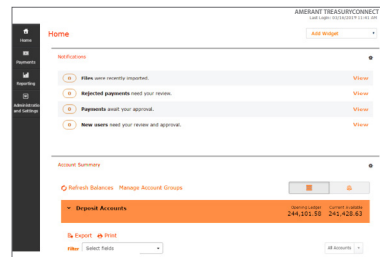 AMERANT TREASURYCONNECT
Last Login: 03/16/2019 11:01 AM
Home
Home
Add Widget
Payments
Reporting
Administration
and Settings
Notifications
0 Files were recently imported. View
0 Rejected payments need your review. View
0 Payments await your approval. View
0 New users need your review and approval. View
Account Summary
Refresh Balances Manage Account Groups
Deposit Accounts
Opening Ledger Current Available
244,101.58 241,428.63
Export Print
Filter Select fields All Accounts